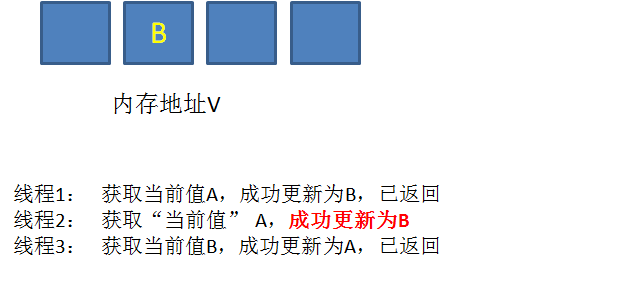 B
内存地址V
线程1： 获取当前值A，成功更新为B，已返回
线程2： 获取“当前值” A，成功更新为B
线程3： 获取当前值B，成功更新为A，已返回